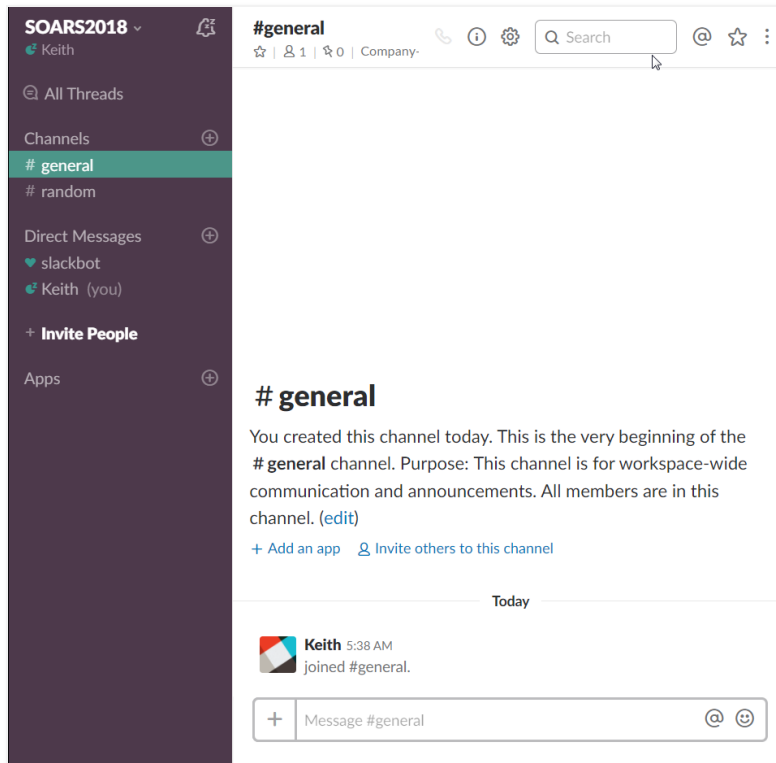 SOARS2018
Keith
All Threads
Channels
# general
# random
Direct Messages
slackbot
Keith (you)
+ Invite People
Apps
#general
1 | 0 | Company-
Search
# general
You created this channel today. This is the very beginning of the
# general channel. Purpose: This channel is for workspace-wide
communication and announcements. All members are in this
channel. (edit)
+ Add an app Invite others to this channel
Today
Keith 5:38 AM
joined #general.
+ Message #general @